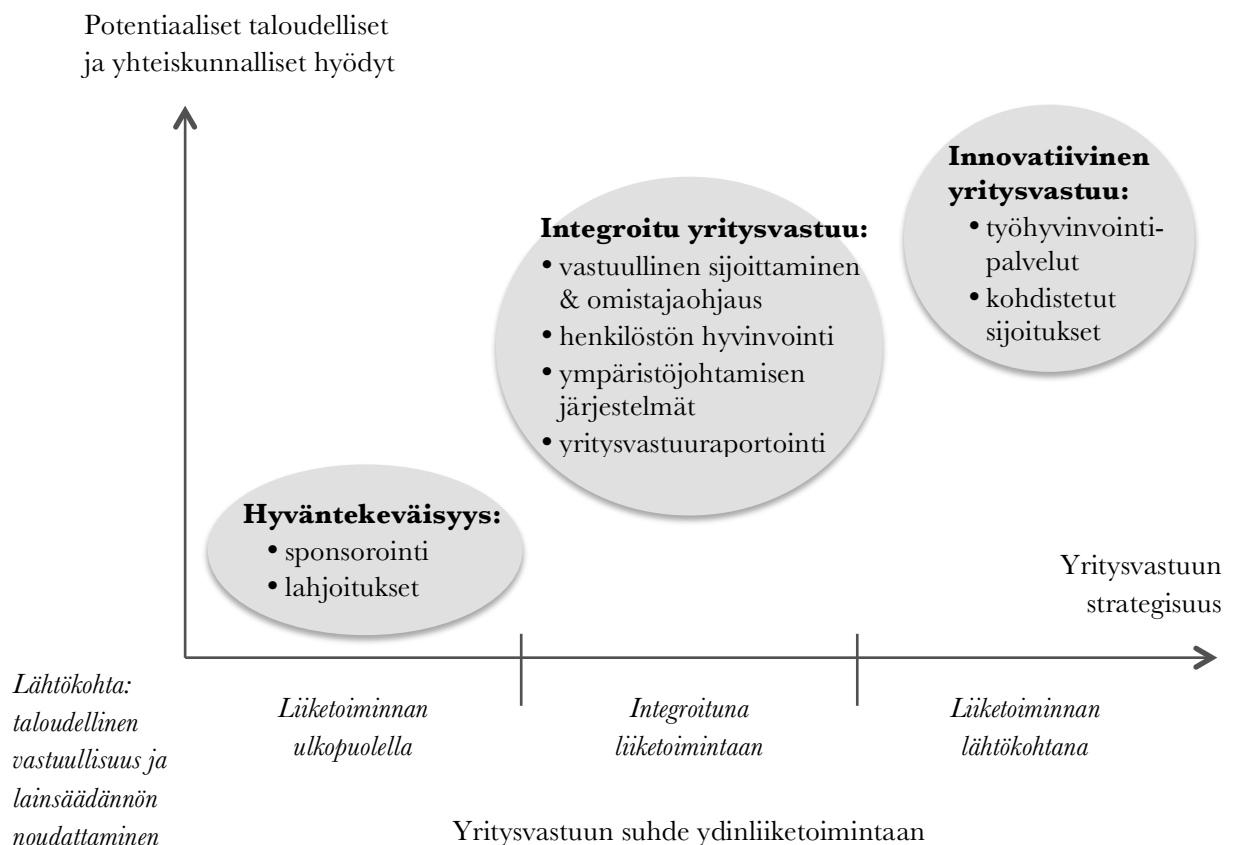 Potentiaaliset taloudelliset
ja yhteiskunnalliset hyödyt
Innovatiivinen
yritysvastuu:
• työhyvinvointi-
palvelut
• kohdistetut
sijoitukset
Integroitu yritysvastuu:
• vastuullinen sijoittaminen
& omistajaohjaus
• henkilöstön hyvinvointi
• ympäristöjohtamisen
järjestelmät
• yritysvastuuraportointi
Hyväntekeväisyys:
• sponsorointi
• lahjoitukset
Yritysvastuun
strategisuus
Lähtökohta:
taloudellinen
vastuullisuus ja
lainsäädännön
noudattaminen
Liiketoiminnan
ulkopuolella
Integroituna
liiketoimintaan
Liiketoiminnan
lähtökohtana
Yritysvastuun suhde ydinliiketoimintaan